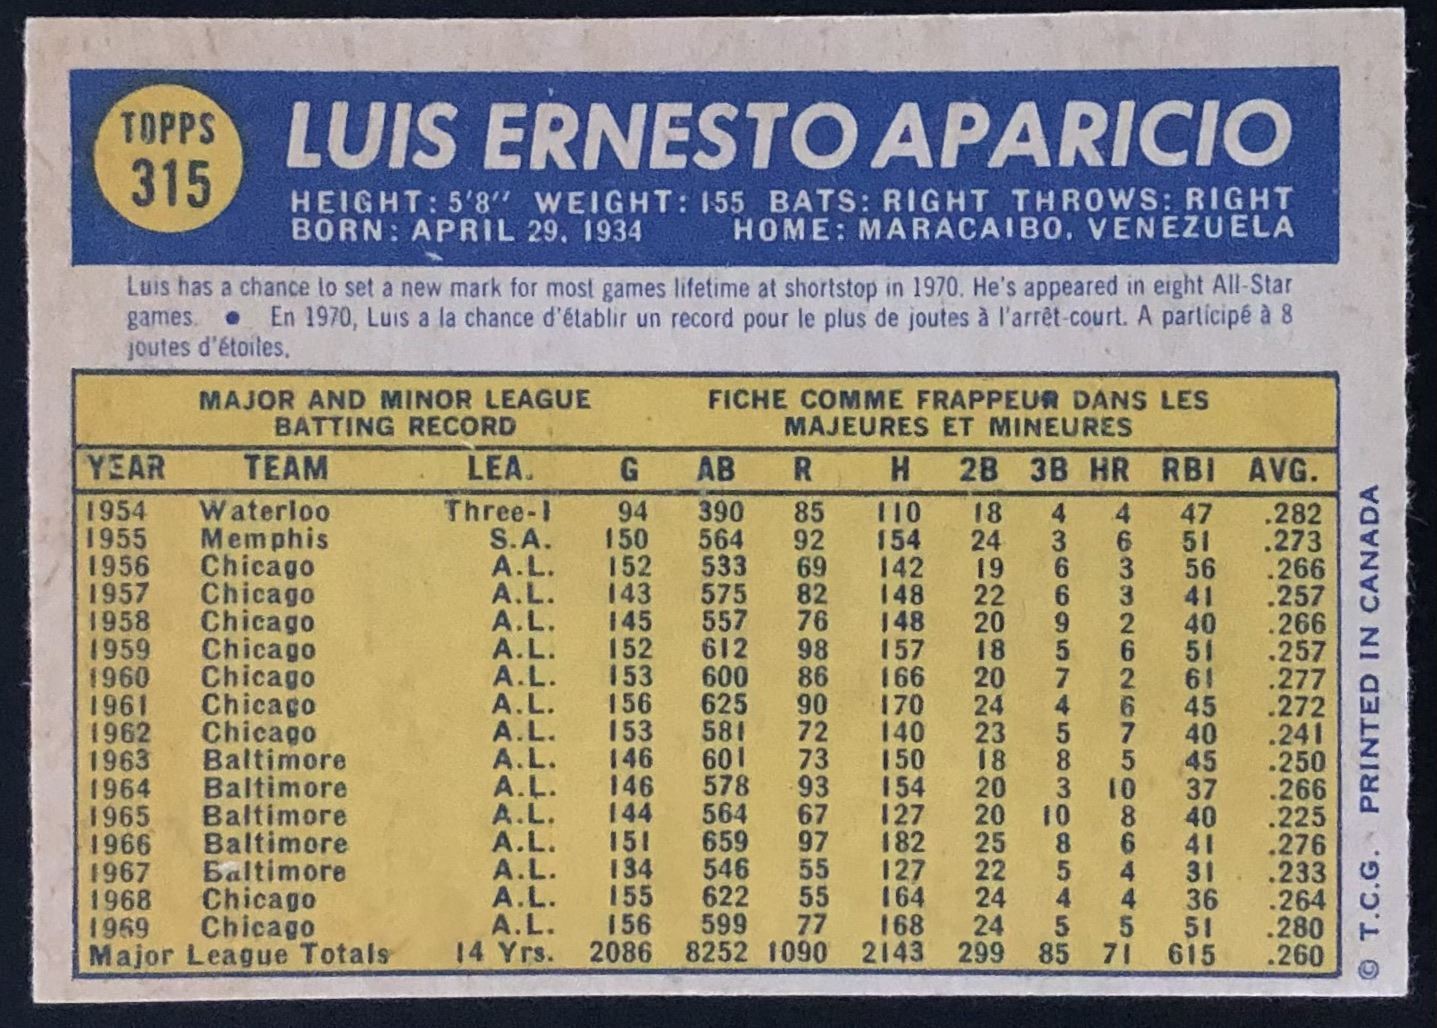 TOPPS
315
LUIS ERNESTO APARICIO
HEIGHT: 5'8" WEIGHT: 155 BATS: RIGHT THROWS: RIGHT
BORN: APRIL 29, 1934 HOME: MARACAIBO, VENEZUELA
Luis has a chance to set a new mark for most games lifetime at shortstop in 1970. He's appeared in eight All-Star
games. ● En 1970, Luis a la chance d'établir un record pour le plus de joutes à l'arrêt-court. A participé à 8
joutes d'étoiles.
MAJOR AND MINOR LEAGUE
BATTING RECORD
FICHE COMME FRAPPEUR DANS LES
MAJEURES ET MINEURES
YEAR TEAM LEA. G AB R H 2B 3B HR RBI AVG.
1954 Waterloo Three-I 94 390 85 110 18 4 4 47 .282
1955 Memphis S.A. 150 564 92 154 24 3 6 51 .273
1956 Chicago A.L. 152 533 69 142 19 6 3 56 .266
1957 Chicago A.L. 143 575 82 148 22 6 3 41 .257
1958 Chicago A.L. 145 557 76 148 20 9 2 40 .266
1959 Chicago A.L. 152 612 98 157 18 5 6 51 .257
1960 Chicago A.L. 153 600 86 166 20 7 2 61 .277
1961 Chicago A.L. 156 625 90 170 24 4 6 45 .272
1962 Chicago A.L. 153 581 72 140 23 5 7 40 .241
1963 Baltimore A.L. 146 601 73 150 18 8 5 45 .250
1964 Baltimore A.L. 146 578 93 154 20 3 10 37 .266
1965 Baltimore A.L. 144 564 67 127 20 10 8 40 .225
1966 Baltimore A.L. 151 659 97 182 25 8 6 41 .276
1967 Baltimore A.L. 134 546 55 127 22 5 4 31 .233
1968 Chicago A.L. 155 622 55 164 24 4 4 36 .264
1969 Chicago A.L. 156 599 77 168 24 5 5 51 .280
Major League Totals 14 Yrs. 2086 8252 1090 2143 299 85 71 615 .260
© T.C.G. PRINTED IN CANADA